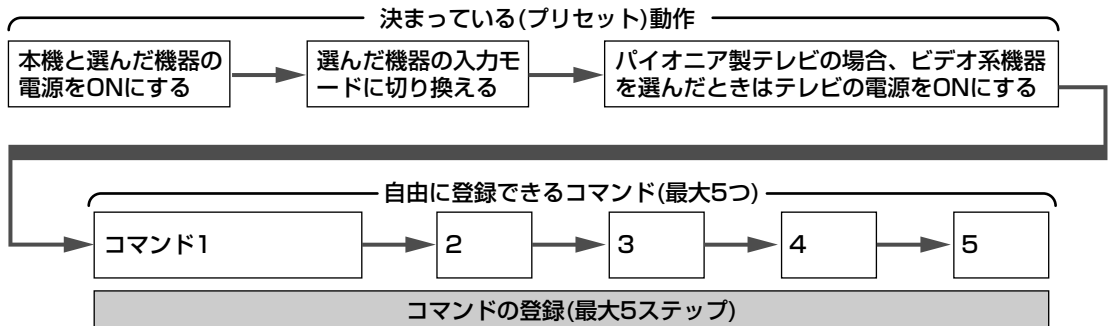 決まっている(プリセット)動作
本機と選んだ機器の
電源をONにする
選んだ機器の入力モ
ードに切り換える
パイオニア製テレビの場合、ビデオ系機器
を選んだときはテレビの電源をONにする
自由に登録できるコマンド(最大5つ)
コマンド1
2
3
4
5
コマンドの登録(最大5ステップ)